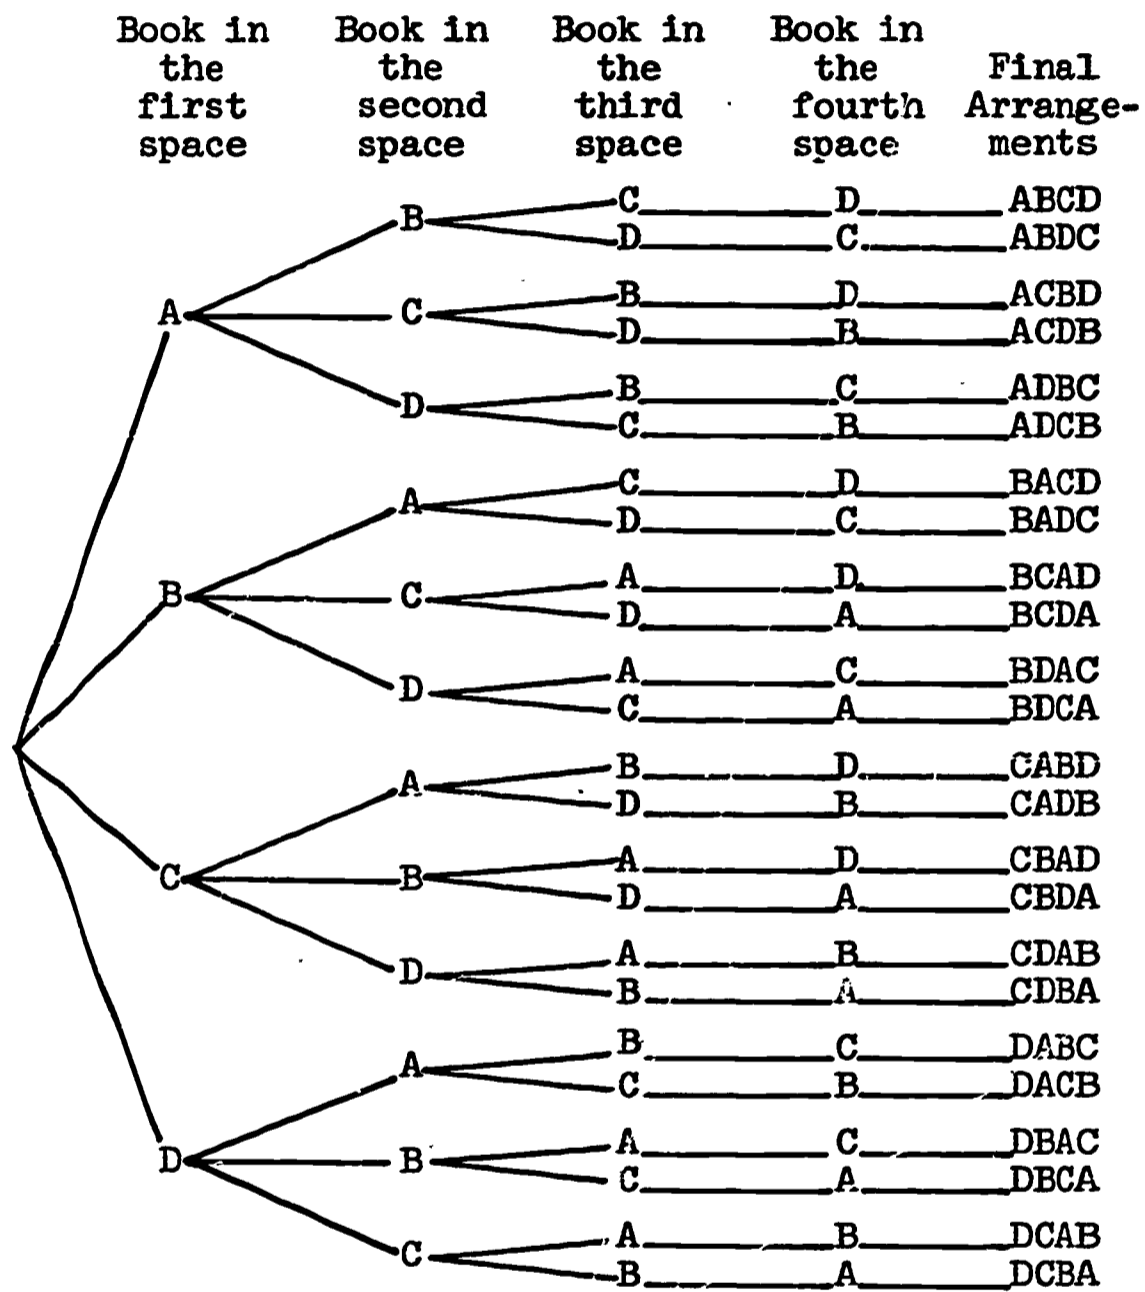 Book in Book in Book in Book in
the the the the Final
first second third fourth Arrange-
space space space space ments
C D ABCD
B
D C ABDC
B D ACBD
A C
D B ACDB
B C ADBC
D
C B ADCB
C D BACD
A
D C BADC
A D BCAD
B C
D A BCDA
A C BDAC
D
C A BDCA
B D CABD
A
D B CADB
A D CBAD
C B
D A CBDA
A B CDAB
D
B A CDBA
B C DABC
A
C B DACB
A C DBAC
D B
C A DBCA
A B DCAB
C
B A DCBA